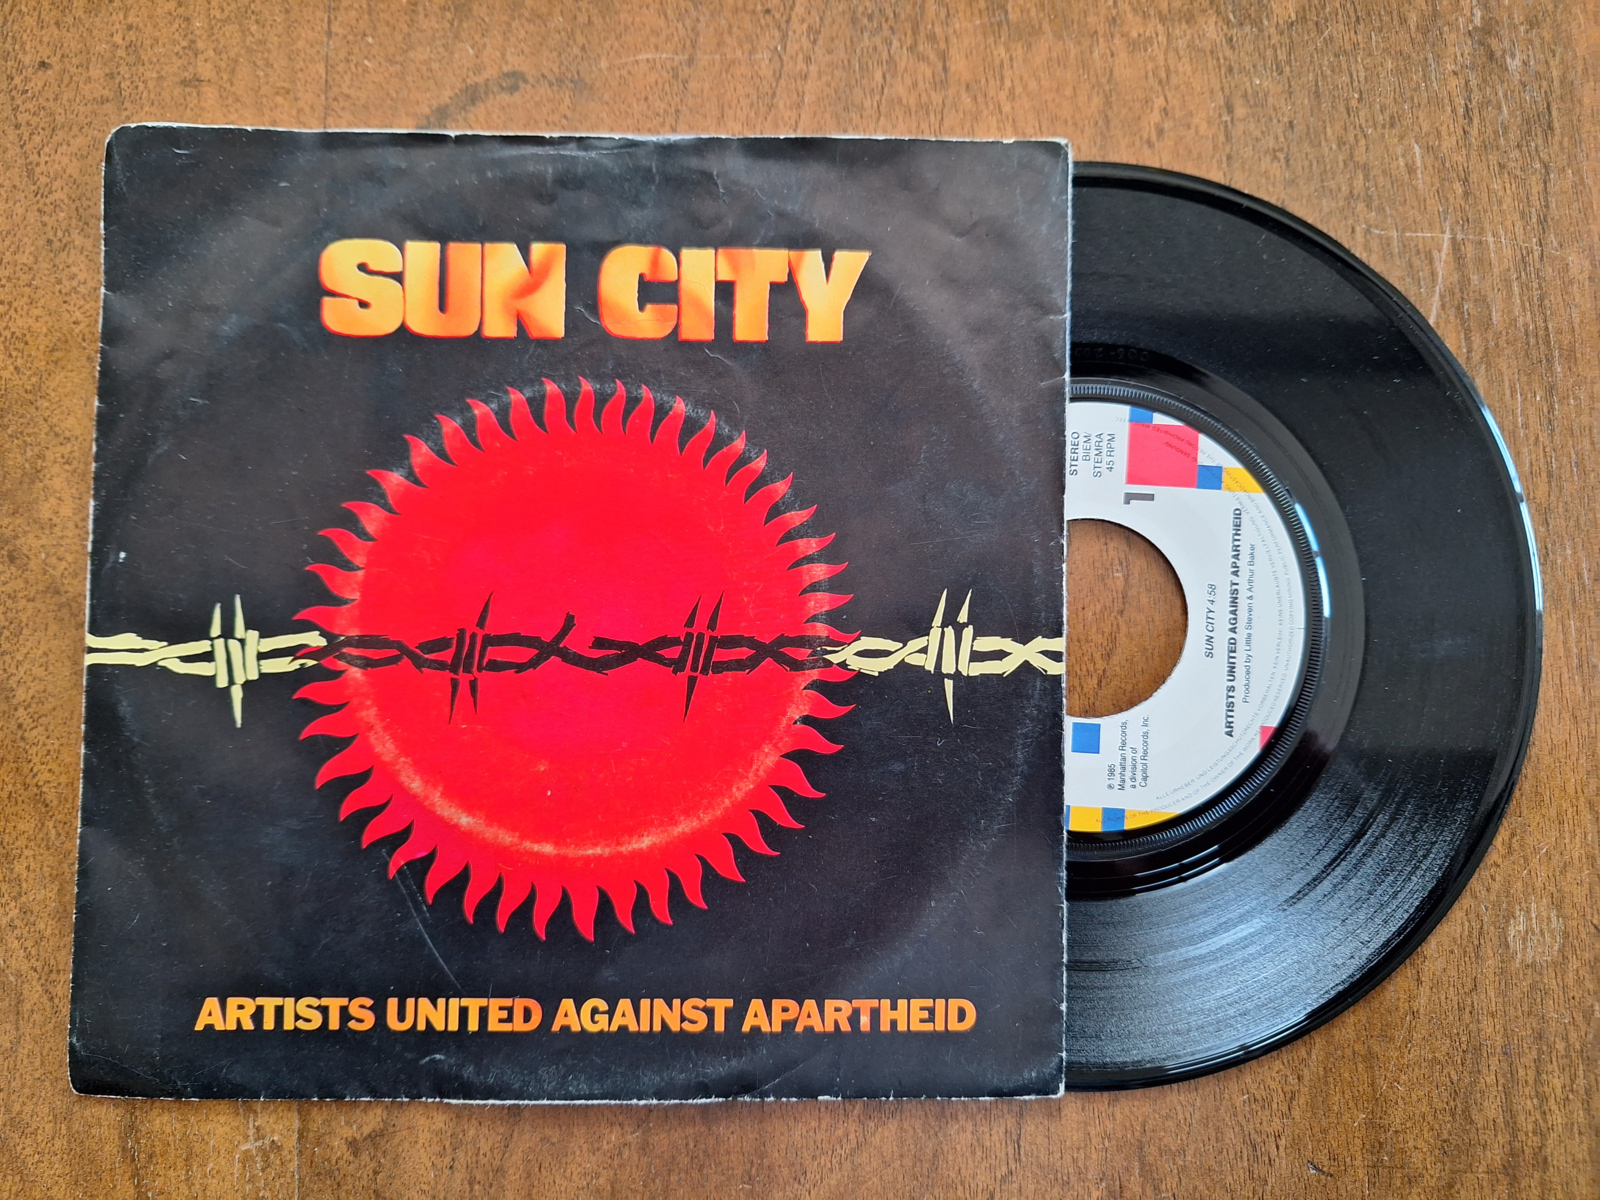 SUN CITY
ARTISTS UNITED AGAINST APARTHEID
STEREO
BIEM/
STEMRA
45 RPM
1
SUN CITY 4:58
ARTISTS UNITED AGAINST APARTHEID
Produced by Little Steven & Arthur Baker
℗ 1985
Manhattan Records,
a division of
Capitol Records, Inc.